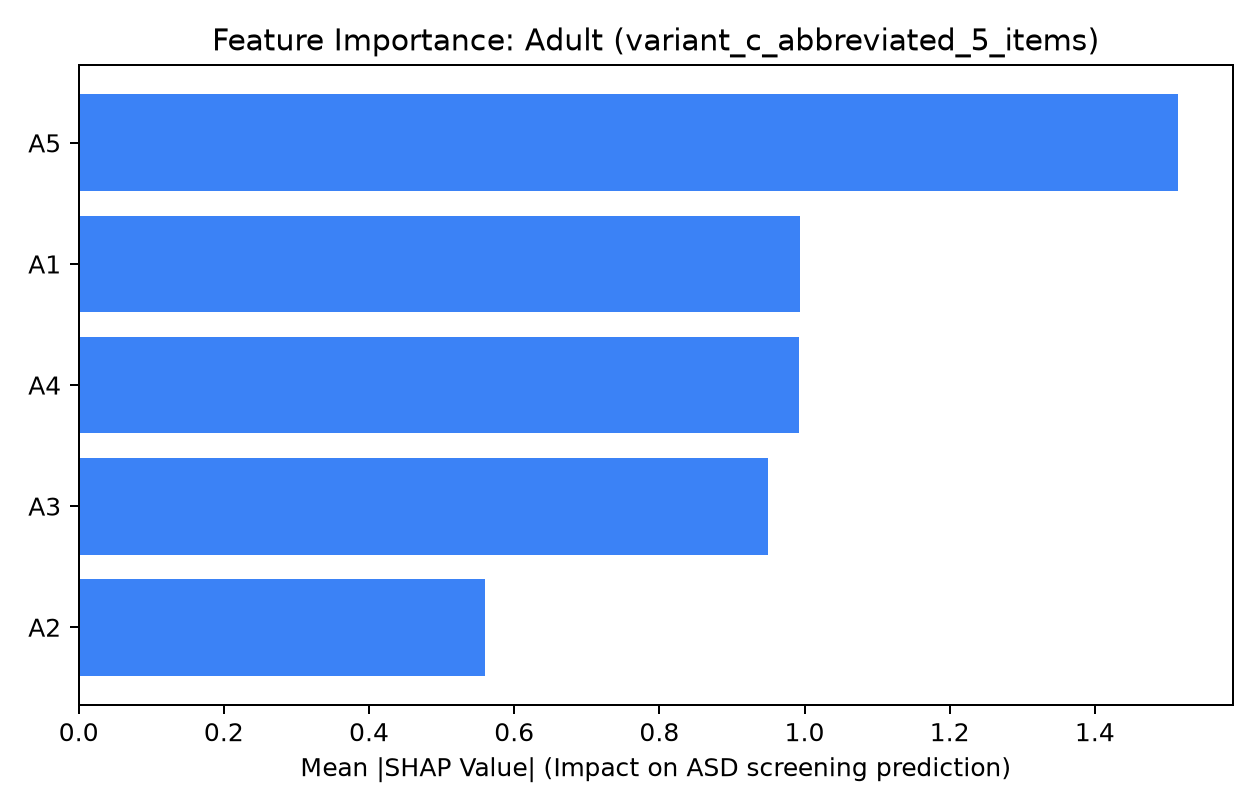 Feature Importance: Adult (variant_c_abbreviated_5_items)
A5
A1
A4
A3
A2
0.0 0.2 0.4 0.6 0.8 1.0 1.2 1.4
Mean |SHAP Value| (Impact on ASD screening prediction)